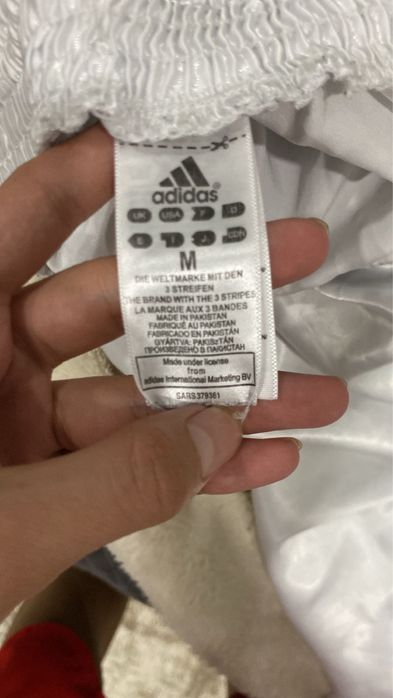 adidas®
UK USA F D
E I J CDN
M
DIE WELTMARKE MIT DEN
3 STREIFEN
THE BRAND WITH THE 3 STRIPES
LA MARQUE AUX 3 BANDES
MADE IN PAKISTAN
FABRIQUÉ AU PAKISTAN
FABRICADO EN PAKISTÁN
GYÁRTVA: PAKISZTÁN
ПРОИЗВЕДЕНО В ПАКИСТАН
Made under license
from
adidas International Marketing BV
SARS379361